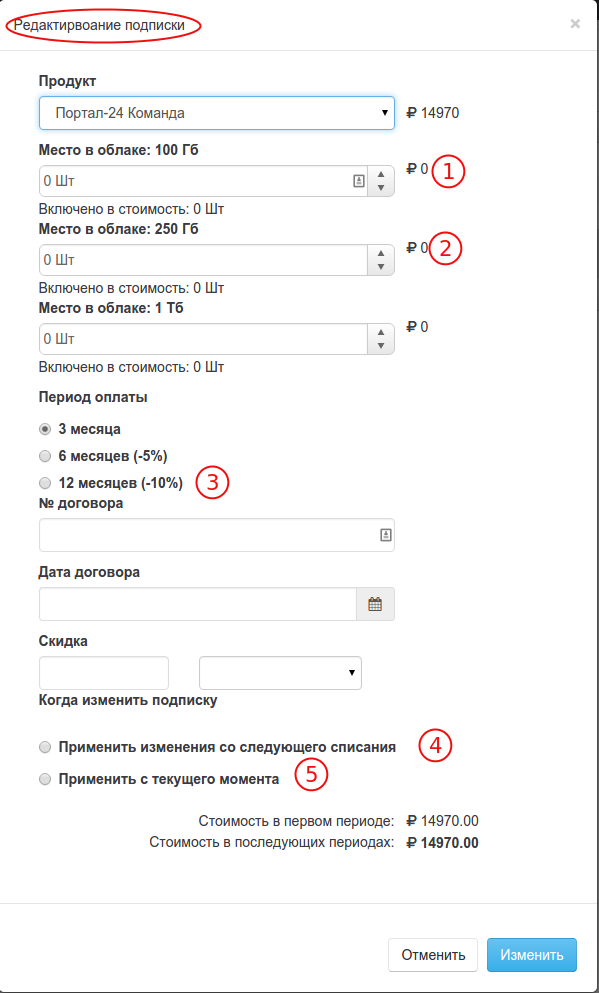 Редактирвоание подписки ×
Продукт
Портал-24 Команда ₽ 14970
Место в облаке: 100 Гб
0 Шт ₽ 0 1
Включено в стоимость: 0 Шт
Место в облаке: 250 Гб
0 Шт ₽ 0 2
Включено в стоимость: 0 Шт
Место в облаке: 1 Тб
0 Шт ₽ 0
Включено в стоимость: 0 Шт
Период оплаты
3 месяца
6 месяцев (-5%)
12 месяцев (-10%) 3
№ договора
Дата договора
Скидка
Когда изменить подписку
Применить изменения со следующего списания 4
Применить с текущего момента 5
Стоимость в первом периоде: ₽ 14970.00
Стоимость в последующих периодах: ₽ 14970.00
Отменить Изменить